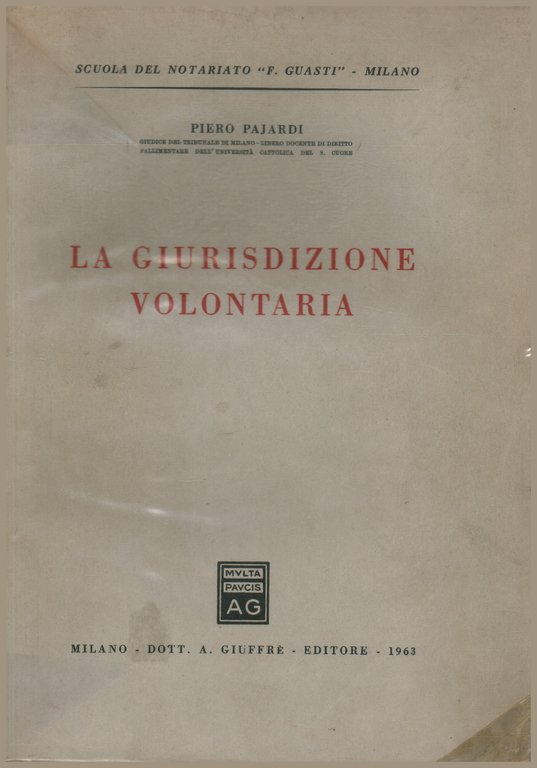 SCUOLA DEL NOTARIATO "F. GUASTI" - MILANO
PIERO PAJARDI
GIUDICE DEL TRIBUNALE DI MILANO - LIBERO DOCENTE DI DIRITTO
FALLIMENTARE DELL'UNIVERSITÀ CATTOLICA DEL S. CUORE
LA GIURISDIZIONE
VOLONTARIA
MVLTA
PAVCIS
AG
MILANO - DOTT. A. GIUFFRÈ - EDITORE - 1963